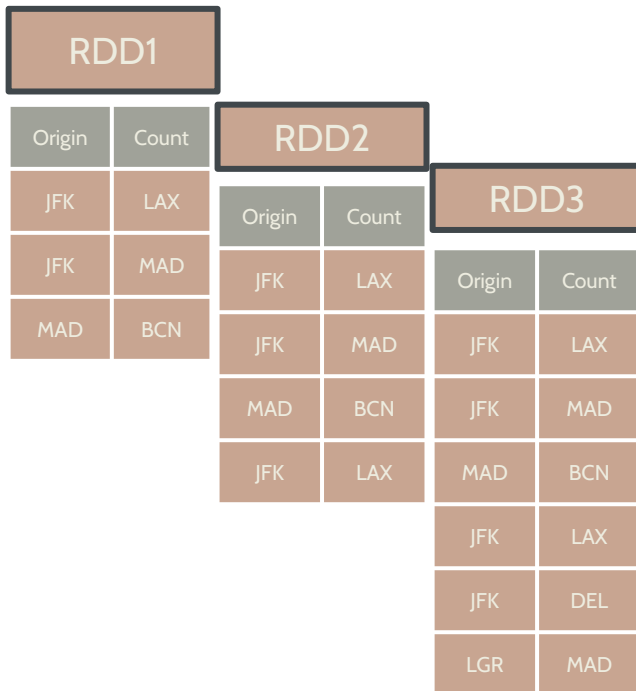 RDD1
Origin Count
JFK LAX
JFK MAD
MAD BCN
RDD2
Origin Count
JFK LAX
JFK MAD
MAD BCN
JFK LAX
RDD3
Origin Count
JFK LAX
JFK MAD
MAD BCN
JFK LAX
JFK DEL
LGR MAD